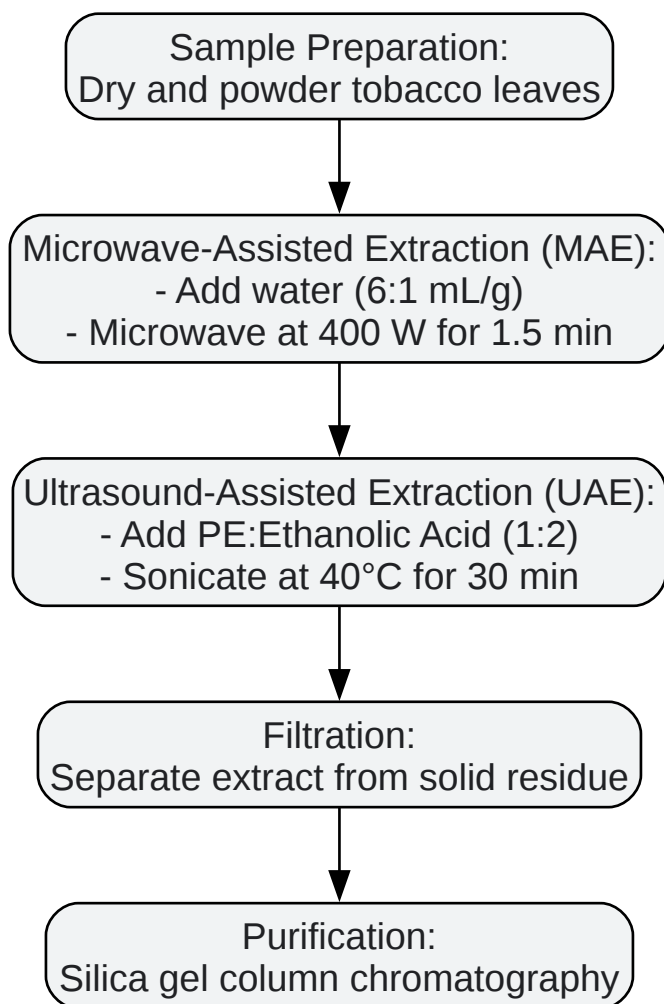 Sample Preparation:
Dry and powder tobacco leaves
Microwave-Assisted Extraction (MAE):
- Add water (6:1 mL/g)
- Microwave at 400 W for 1.5 min
Ultrasound-Assisted Extraction (UAE):
- Add PE:Ethanolic Acid (1:2)
- Sonicate at 40°C for 30 min
Filtration:
Separate extract from solid residue
Purification:
Silica gel column chromatography